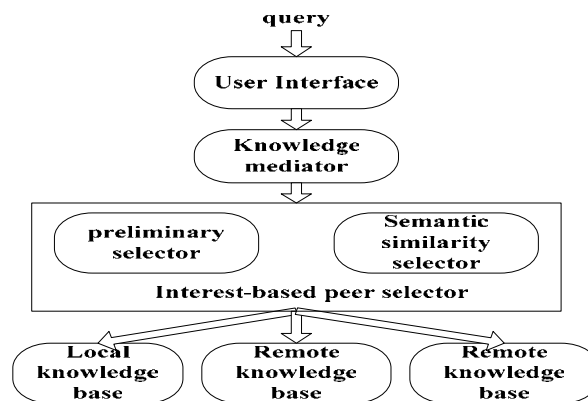 query
User Interface
Knowledge
mediator
preliminary
selector
Semantic
similarity
selector
Interest-based peer selector
Local
knowledge
base
Remote
knowledge
base
Remote
knowledge
base